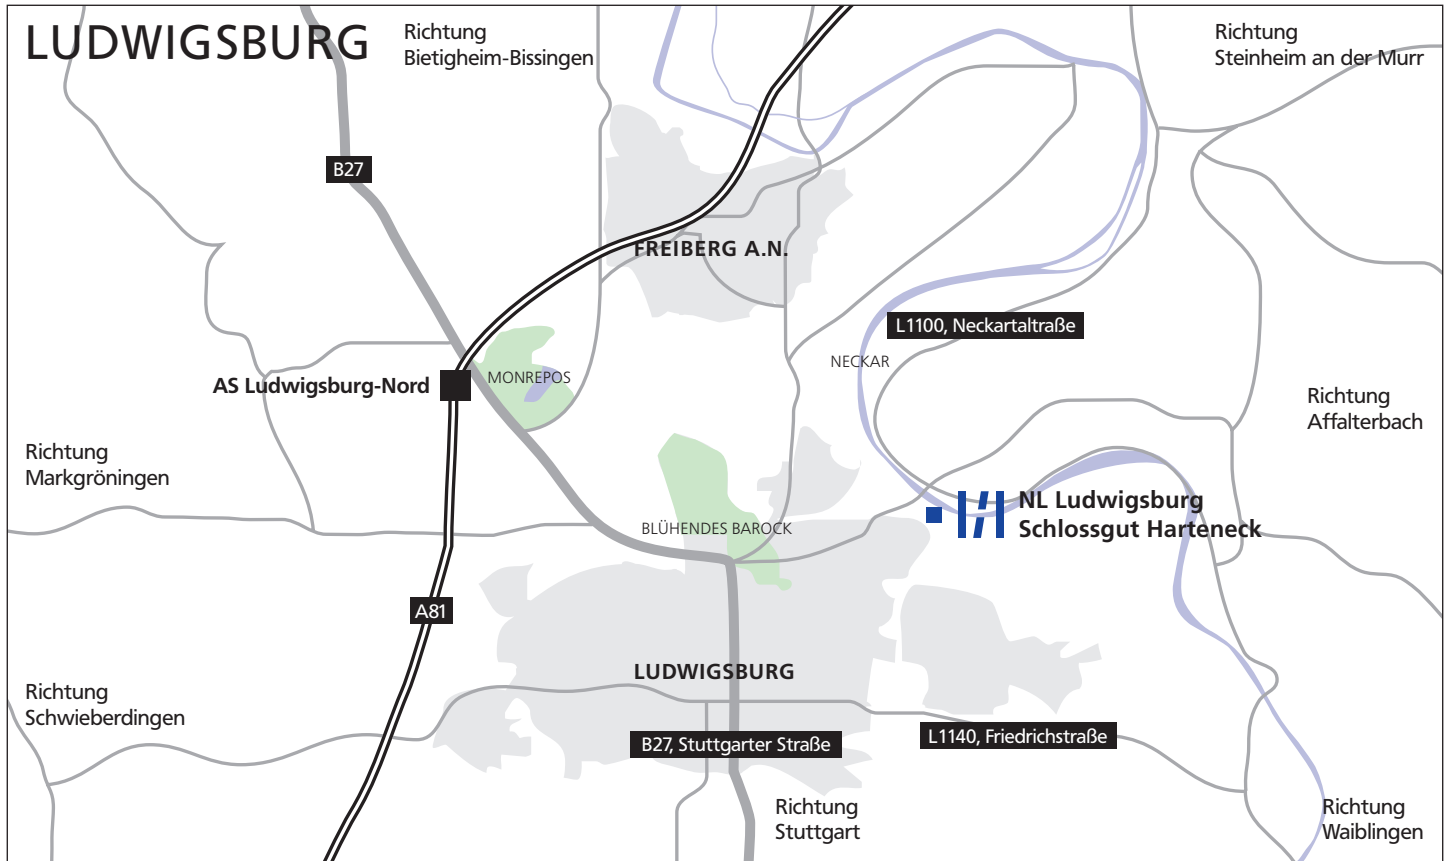 LUDWIGSBURG
Richtung
Bietigheim-Bissingen
Richtung
Steinheim an der Murr
B27
FREIBERG A.N.
L1100, Neckartaltraße
NECKAR
MONREPOS
AS Ludwigsburg-Nord
Richtung
Affalterbach
Richtung
Markgröningen
NL Ludwigsburg
Schlossgut Harteneck
BLÜHENDES BAROCK
A81
LUDWIGSBURG
Richtung
Schwieberdingen
B27, Stuttgarter Straße
L1140, Friedrichstraße
Richtung
Stuttgart
Richtung
Waiblingen